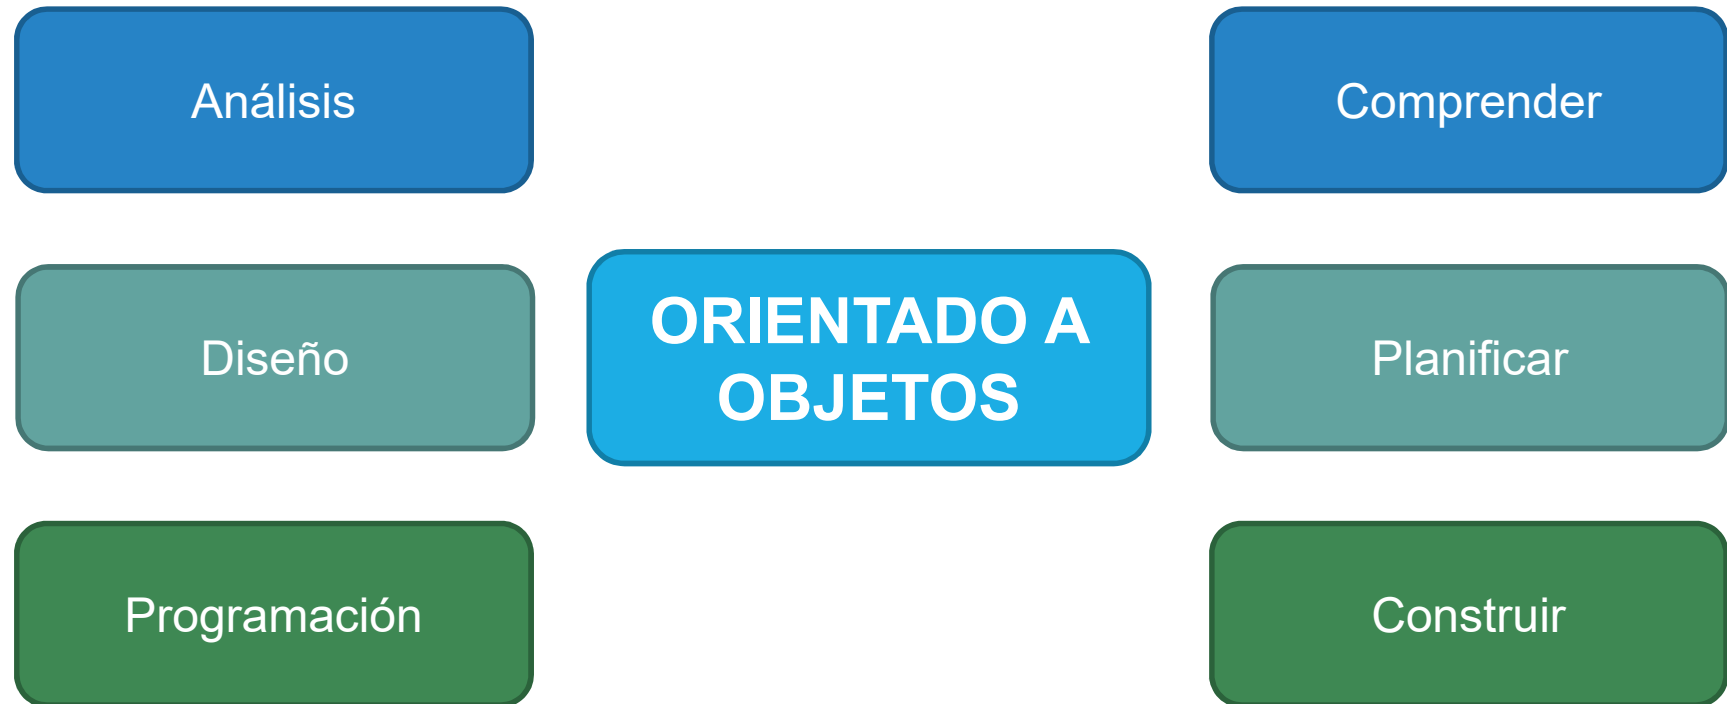 Análisis
Comprender
ORIENTADO A
OBJETOS
Diseño
Planificar
Programación
Construir